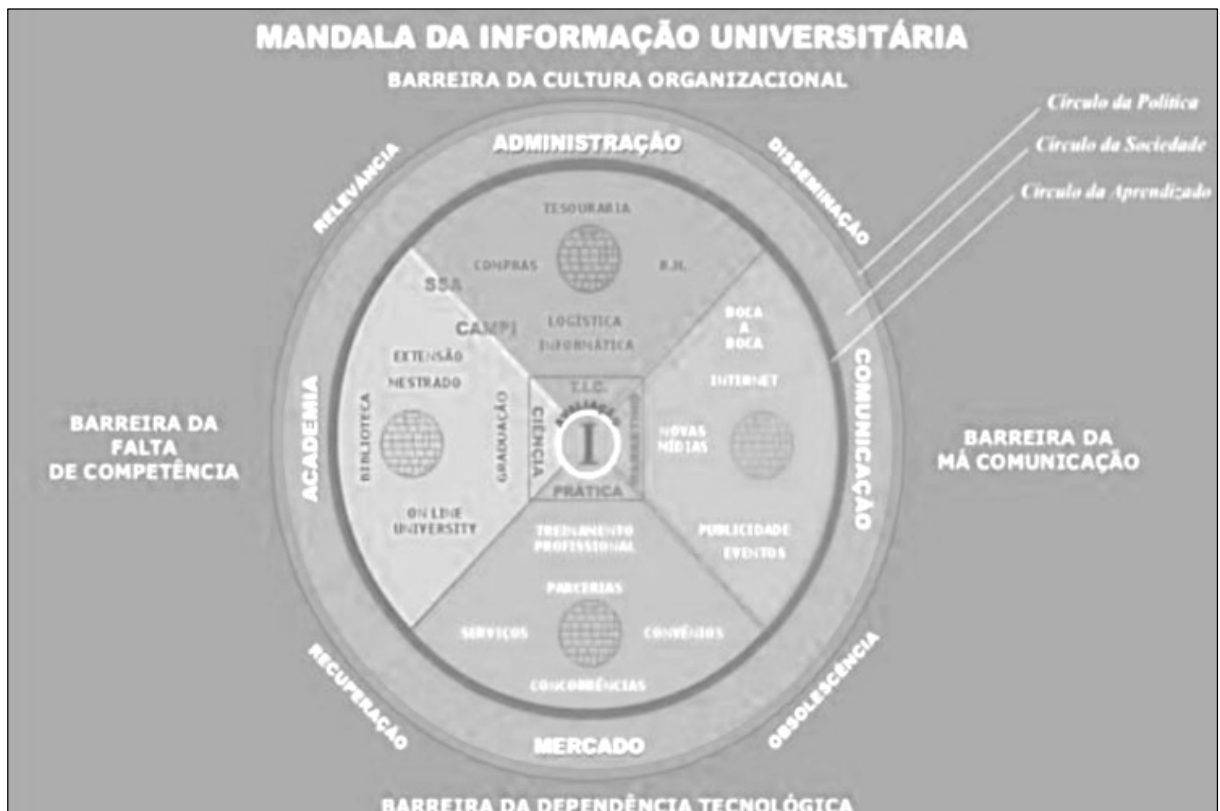 MANDALA DA INFORMAÇÃO UNIVERSITÁRIA
BARREIRA DA CULTURA ORGANIZACIONAL
Círculo da Política
Círculo da Sociedade
Círculo da Aprendizado
RELEVÂNCIA
ADMINISTRAÇÃO
DISSEMINAÇÃO
TESOURARIA
COMPRAS
R.H.
LOGÍSTICA
INFORMÁTICA
SSA
CAMPI
EXTENSÃO
MESTRADO
BIBLIOTECA
GRADUAÇÃO
ON LINE
UNIVERSITY
ACADEMIA
BARREIRA DA
FALTA
DE COMPETÊNCIA
T.I.C.
AVALIAÇÃO
CIÊNCIA
I
MARKETING
PRÁTICA
BOCA
A
BOCA
INTERNET
NOVAS
MÍDIAS
PUBLICIDADE
EVENTOS
COMUNICAÇÃO
BARREIRA DA
MÁ COMUNICAÇÃO
TREINAMENTO
PROFISSIONAL
PARCERIAS
SERVIÇOS
CONVÊNIOS
CONCORRÊNCIAS
RECUPERAÇÃO
MERCADO
OBSOLESCÊNCIA
BARREIRA DA DEPENDÊNCIA TECNOLÓGICA